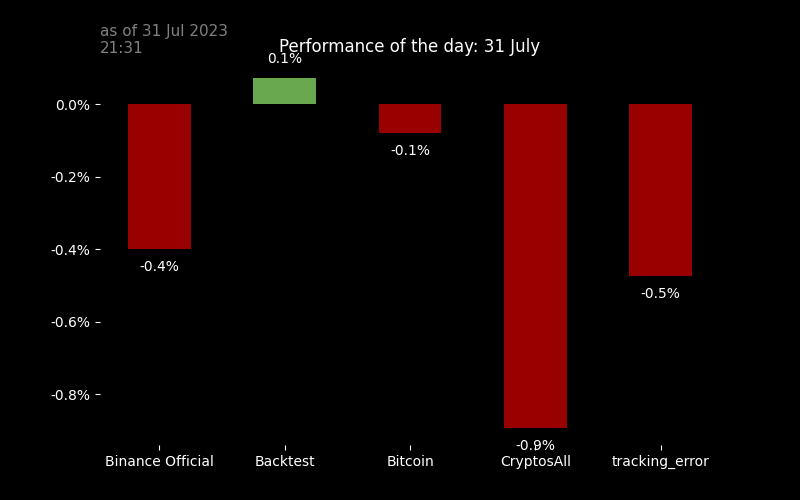 as of 31 Jul 2023
21:31
Performance of the day: 31 July
0.1%
0.0%
-0.1%
-0.2%
-0.4%
-0.4%
-0.5%
-0.6%
-0.8%
-0.9%
Binance Official
Backtest
Bitcoin
CryptosAll
tracking_error